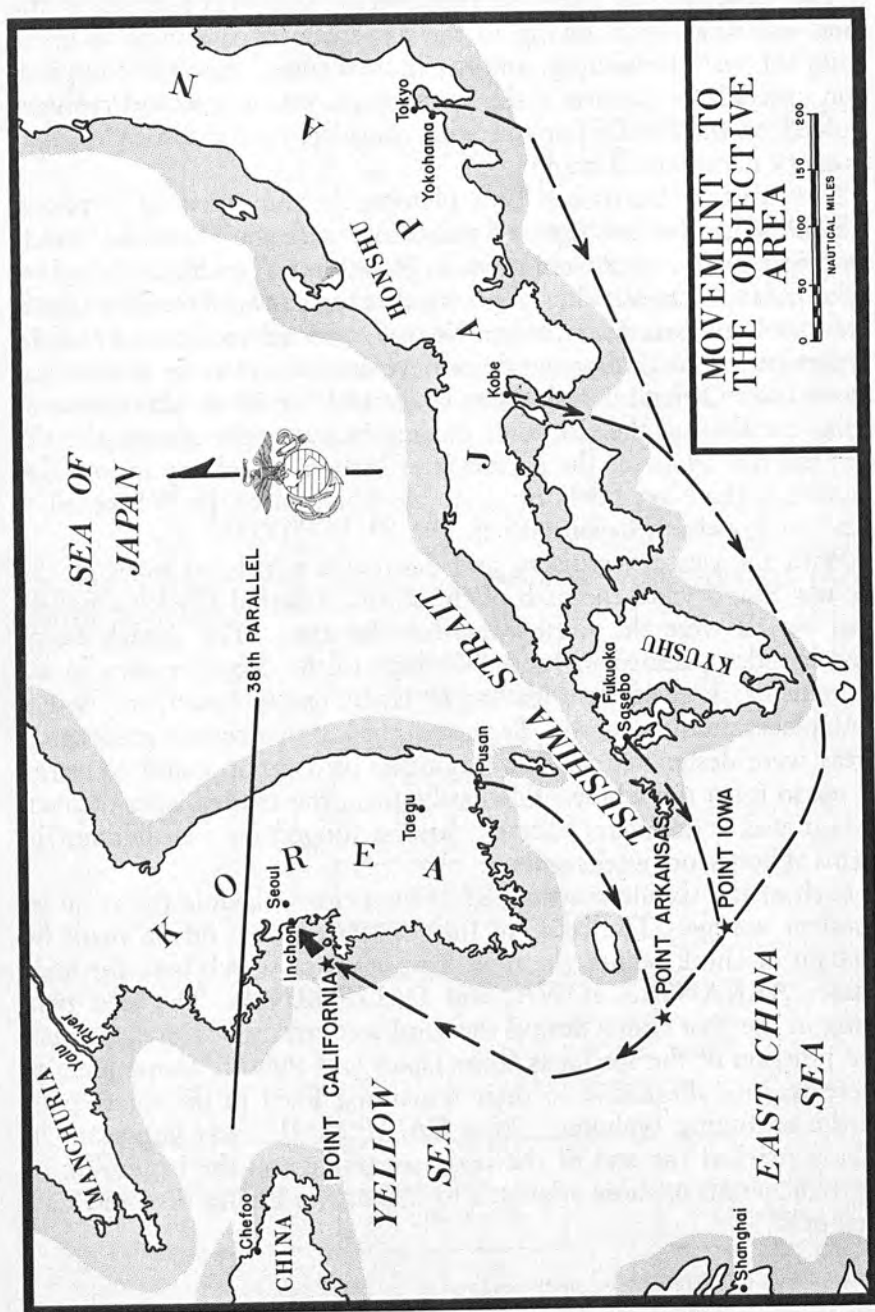 MOVEMENT TO
THE OBJECTIVE
AREA
0 50 100 150 200
NAUTICAL MILES
SEA OF
JAPAN
38th PARALLEL
MANCHURIA
Yalu River
Chefoo
CHINA
KOREA
Seoul
Inchon
POINT CALIFORNIA
YELLOW
SEA
Taegu
Pusan
TSUSHIMA STRAIT
JAPAN
HONSHU
Tokyo
Yokohama
Kobe
Fukuoka
Sasebo
KYUSHU
POINT ARKANSAS
POINT IOWA
EAST CHINA
SEA
Shanghai